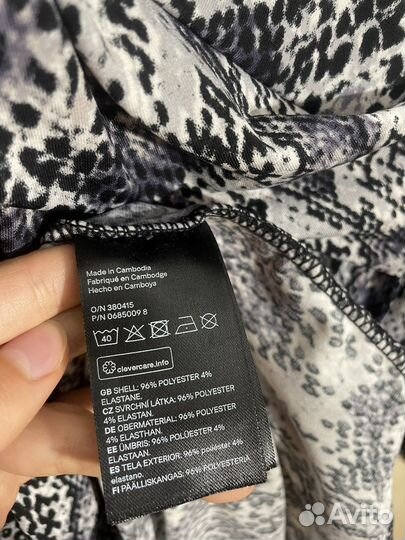 Made in Cambodia
Fabriqué en Cambodge
Hecho en Camboya
O/N 380415
P/N 0685009 8
40
clevercare.info
GB SHELL: 96% POLYESTER 4%
ELASTANE.
CZ SVRCHNÍ LÁTKA: 96% POLYESTER
4% ELASTAN.
DE OBERMATERIAL: 96% POLYESTER
4% ELASTHAN.
EE ÜMBRIS: 96% POLÜESTER 4%
ELASTAAN.
ES TELA EXTERIOR: 96% POLIÉSTER 4%
ELASTANO.
FI PÄÄLLISKANGAS: 96% POLYESTERIÄ
Avito